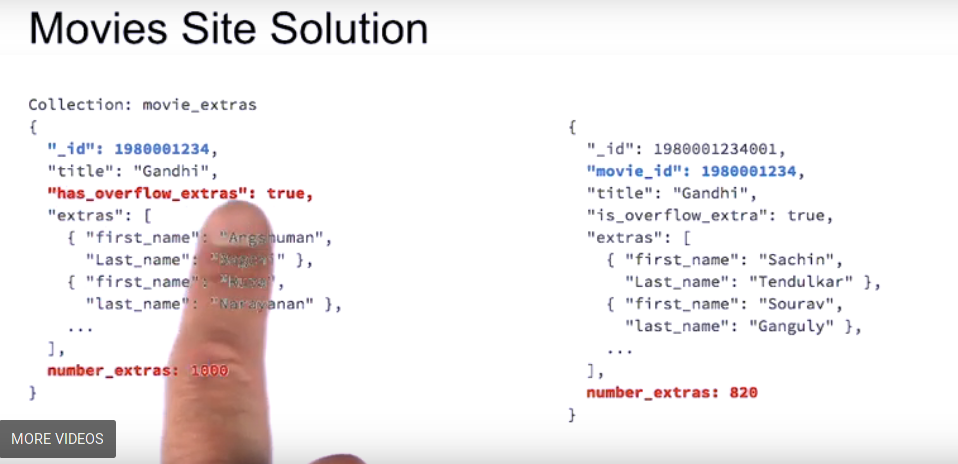 Movies Site Solution
Collection: movie_extras
{
"_id": 1980001234,
"title": "Gandhi",
"has_overflow_extras": true,
"extras": [
{ "first_name": "Angshuman",
"Last_name": " " },
{ "first_name": " ",
"last_name": "Narayanan" },
...
],
number_extras: 1000
}
{
"_id": 1980001234001,
"movie_id": 1980001234,
"title": "Gandhi",
"is_overflow_extra": true,
"extras": [
{ "first_name": "Sachin",
"Last_name": "Tendulkar" },
{ "first_name": "Sourav",
"last_name": "Ganguly" },
...
],
number_extras: 820
}
MORE VIDEOS